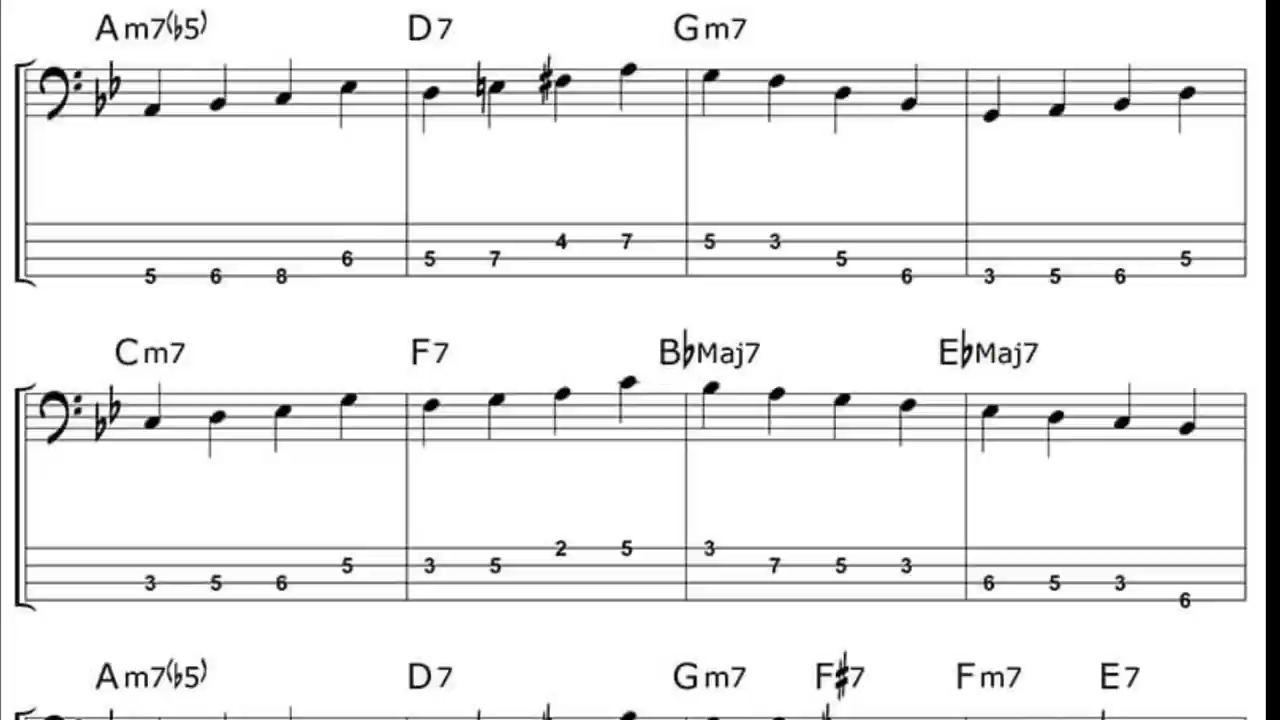 Am7(♭5) D7 Gm7
5 6 8 6 5 7 4 7 5 3 5 6 3 5 6 5
Cm7 F7 B♭Maj7 E♭Maj7
3 5 6 5 3 5 2 5 3 7 5 3 6 5 3 6
Am7(♭5) D7 Gm7 F♯7 Fm7 E7